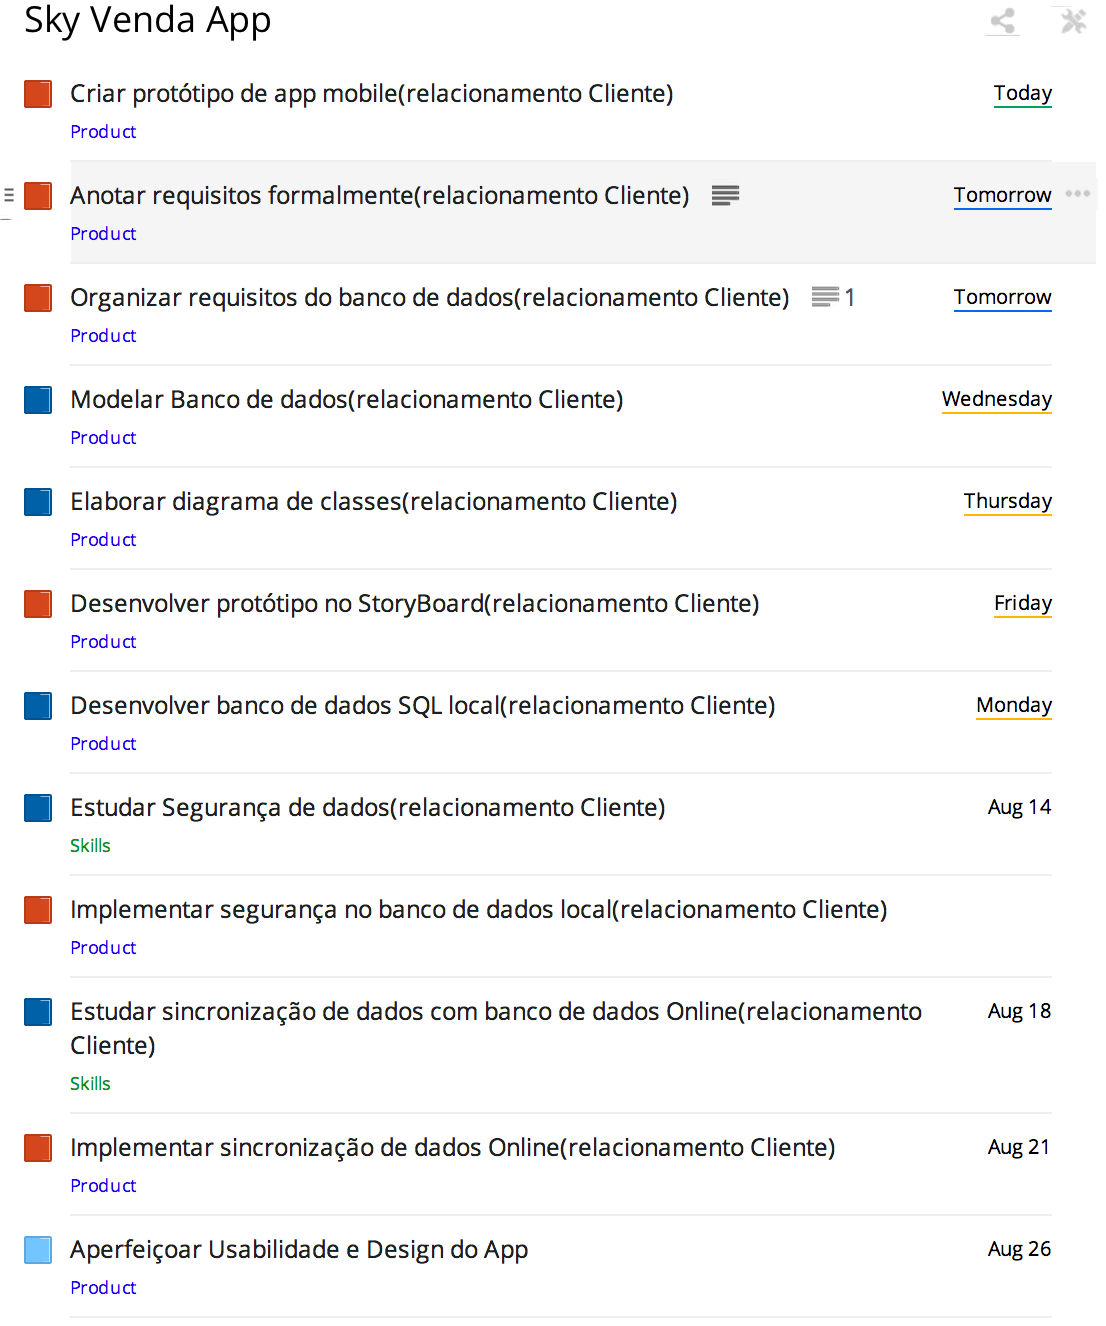 Sky Venda App
Criar protótipo de app mobile(relacionamento Cliente) Today
Product
Anotar requisitos formalmente(relacionamento Cliente) Tomorrow
Product
Organizar requisitos do banco de dados(relacionamento Cliente) 1 Tomorrow
Product
Modelar Banco de dados(relacionamento Cliente) Wednesday
Product
Elaborar diagrama de classes(relacionamento Cliente) Thursday
Product
Desenvolver protótipo no StoryBoard(relacionamento Cliente) Friday
Product
Desenvolver banco de dados SQL local(relacionamento Cliente) Monday
Product
Estudar Segurança de dados(relacionamento Cliente) Aug 14
Skills
Implementar segurança no banco de dados local(relacionamento Cliente)
Product
Estudar sincronização de dados com banco de dados Online(relacionamento Aug 18
Cliente)
Skills
Implementar sincronização de dados Online(relacionamento Cliente) Aug 21
Product
Aperfeiçoar Usabilidade e Design do App Aug 26
Product